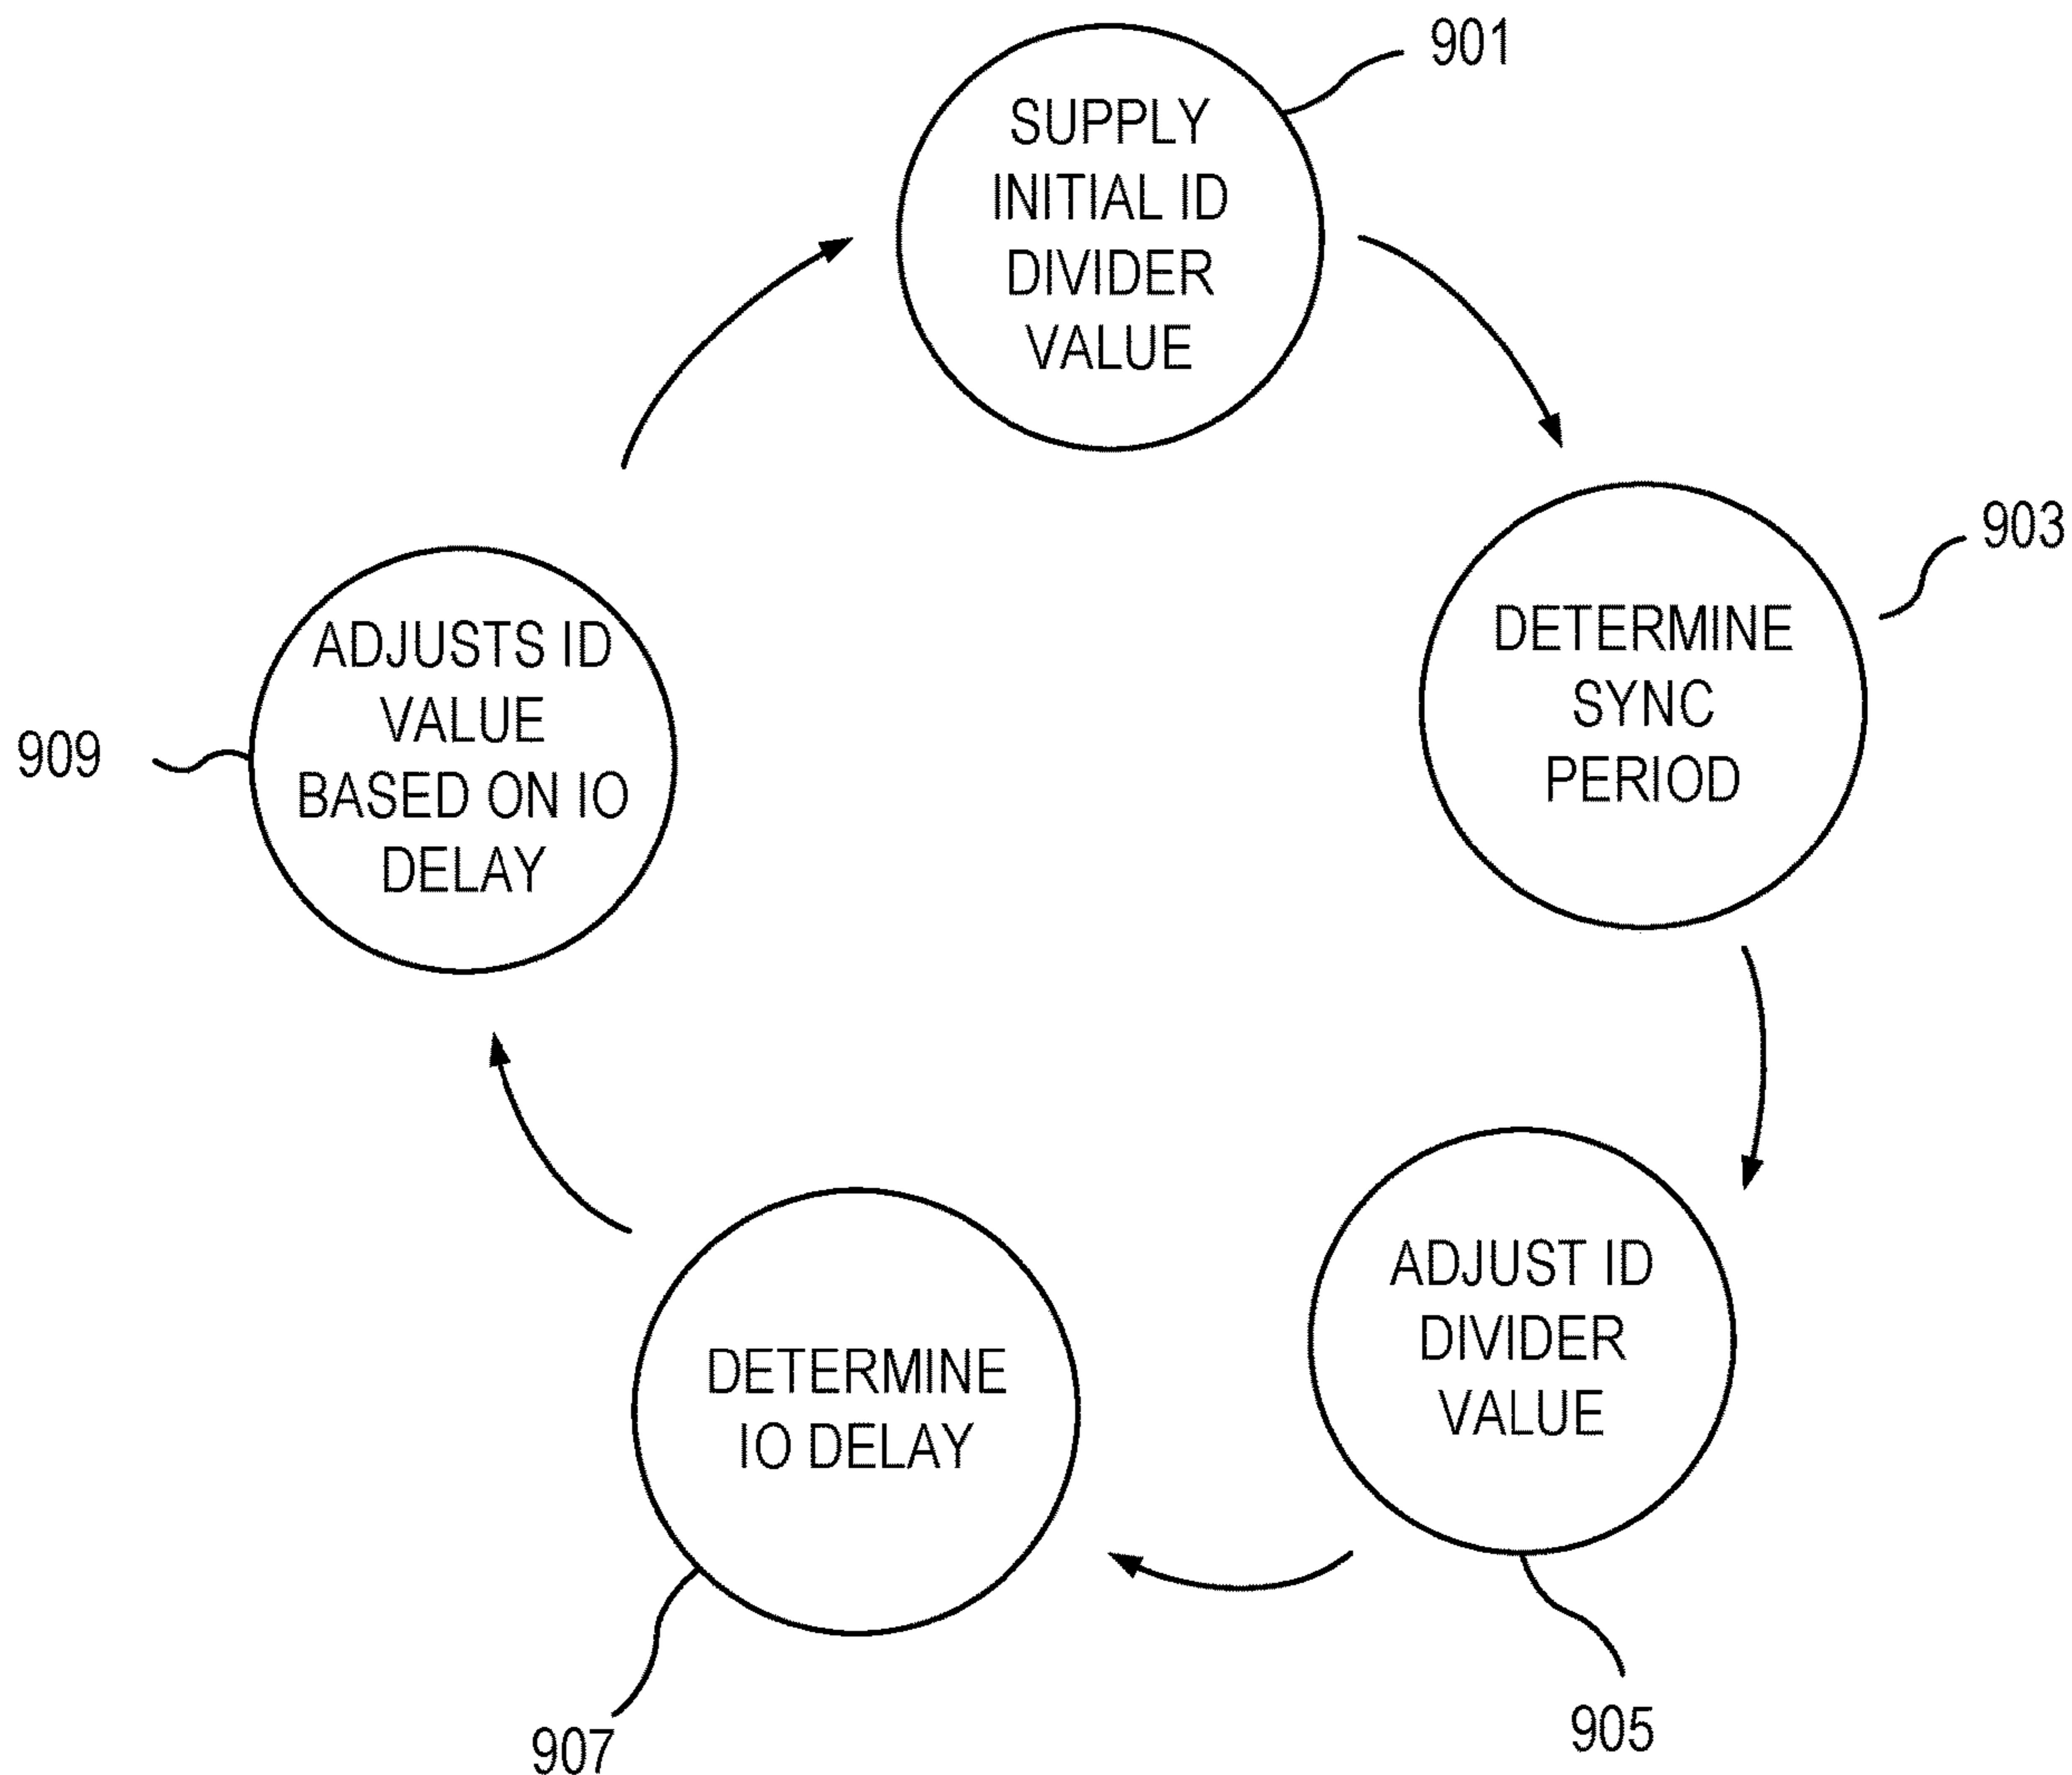 901
SUPPLY
INITIAL ID
DIVIDER
VALUE
903
DETERMINE
SYNC
PERIOD
ADJUSTS ID
VALUE
BASED ON IO
DELAY
909
ADJUST ID
DIVIDER
VALUE
905
DETERMINE
IO DELAY
907